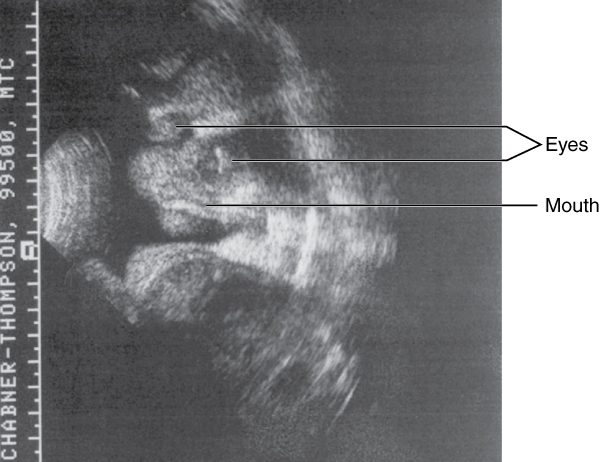 CHABNER-THOMPSON, 99500, MTC
Eyes
Mouth